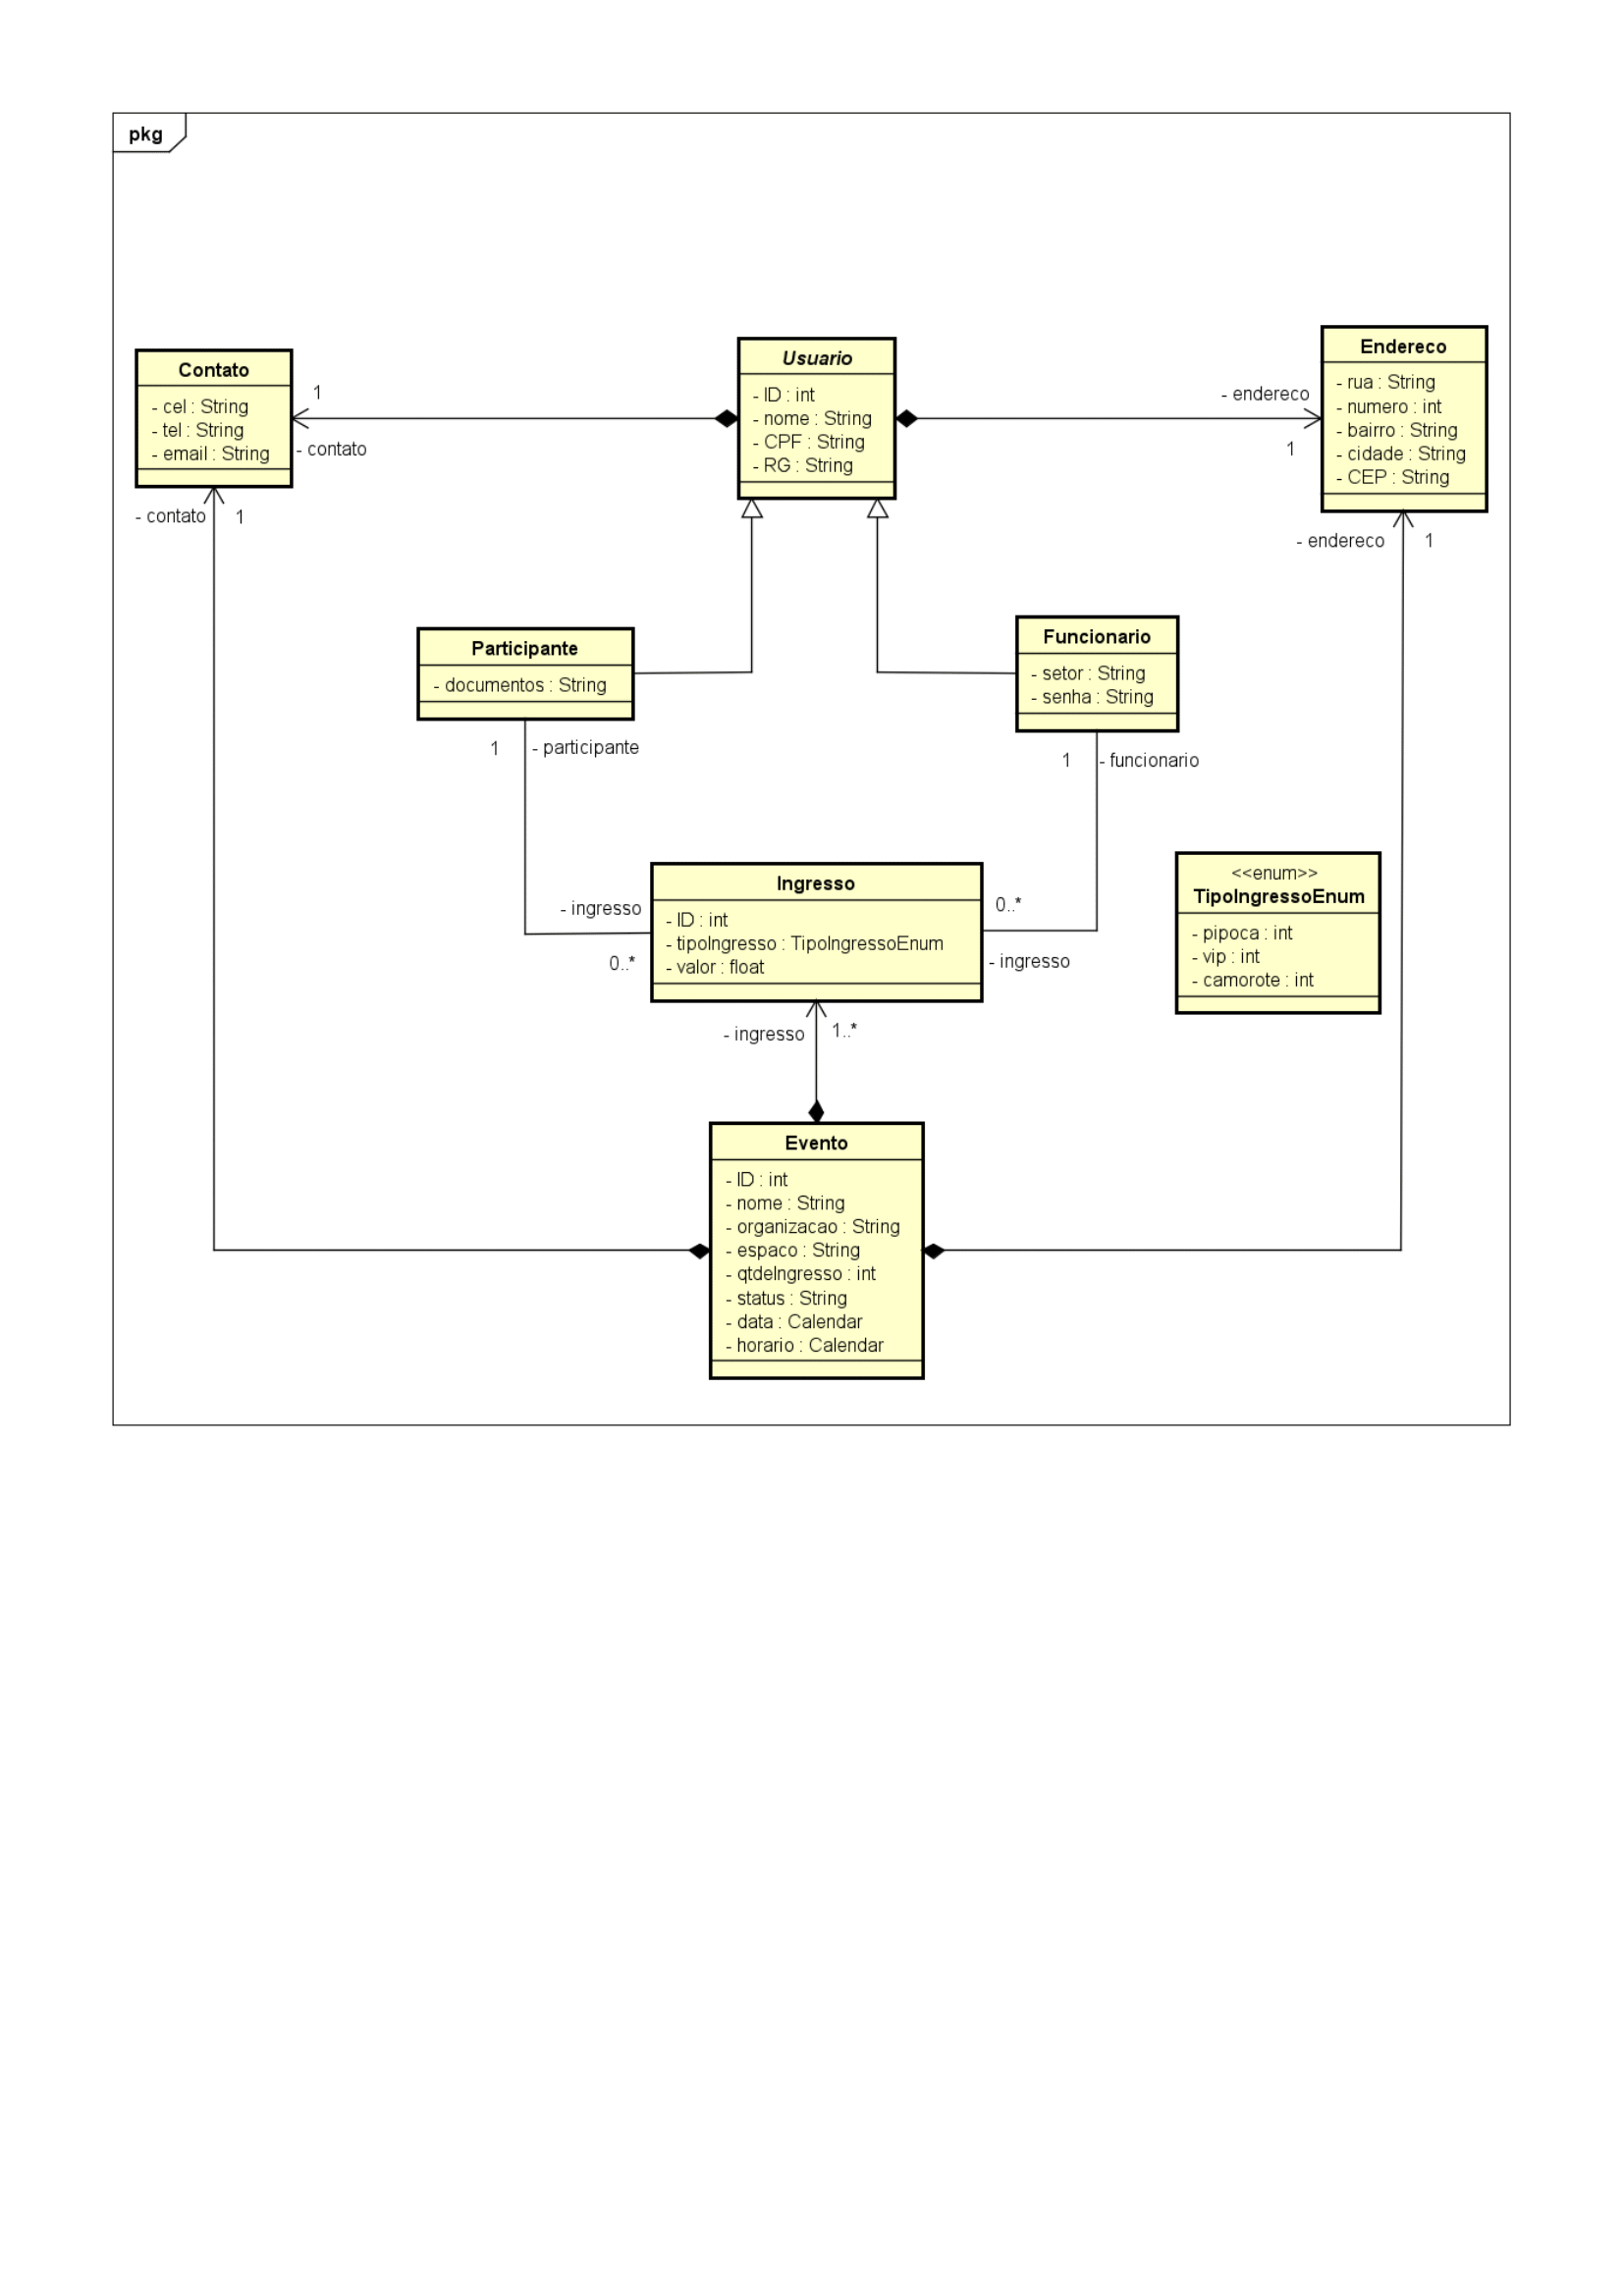 pkg
Contato
- cel : String
- tel : String
- email : String
1
- contato
Usuario
- ID : int
- nome : String
- CPF : String
- RG : String
- endereco
1
Endereco
- rua : String
- numero : int
- bairro : String
- cidade : String
- CEP : String
- contato
1
- endereco
1
Participante
- documentos : String
1
- participante
Funcionario
- setor : String
- senha : String
1
- funcionario
- ingresso
0..*
Ingresso
- ID : int
- tipoIngresso : TipoIngressoEnum
- valor : float
0..*
- ingresso
<<enum>>
TipoIngressoEnum
- pipoca : int
- vip : int
- camorote : int
- ingresso
1..*
Evento
- ID : int
- nome : String
- organizacao : String
- espaco : String
- qtdeIngresso : int
- status : String
- data : Calendar
- horario : Calendar